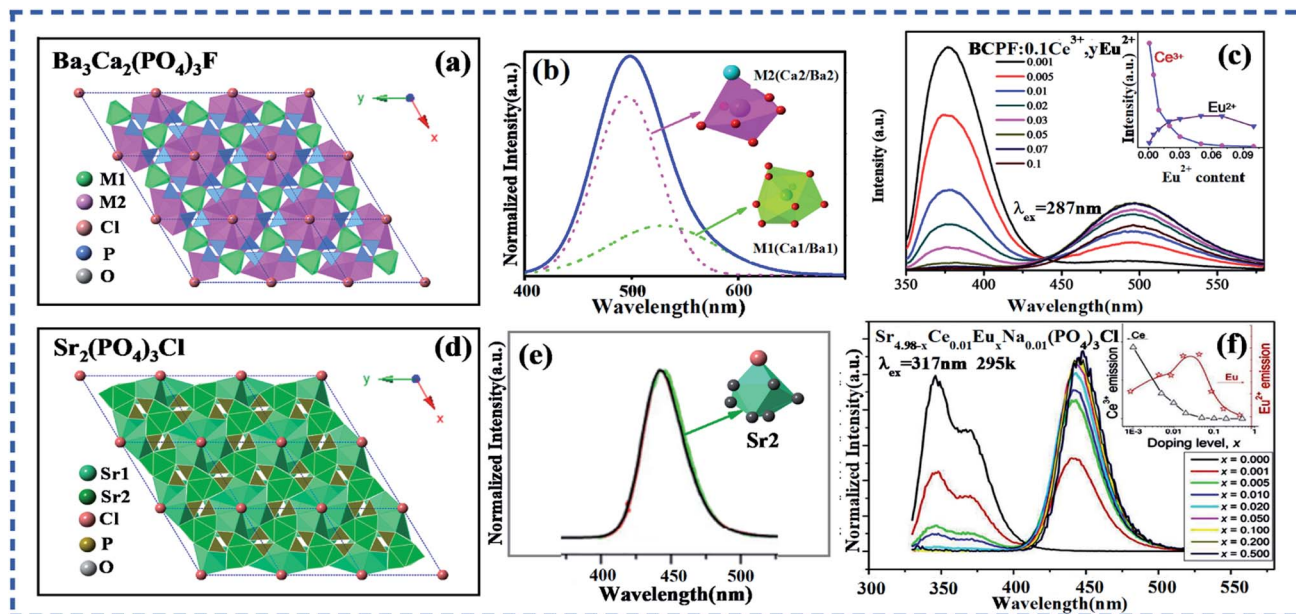 Ba3Ca2(PO4)3F
(a)
y
x
M1
M2
Cl
P
O
(b)
M2(Ca2/Ba2)
M1(Ca1/Ba1)
Normalized Intensity(a.u.)
400 500 600
Wavelength(nm)
BCPF:0.1Ce3+,yEu2+
(c)
0.001
0.005
0.01
0.02
0.03
0.05
0.07
0.1
λex=287nm
Intensity (a.u.)
350 400 450 500 550
Wavelength(nm)
Intensity(a.u.)
Ce3+
Eu2+
0.00 0.03 0.06 0.09
Eu2+ content
Sr2(PO4)3Cl
(d)
y
x
Sr1
Sr2
Cl
P
O
(e)
Sr2
Normalized Intensity(a.u.)
400 450 500 550
Wavelength(nm)
Sr4.98-xCe0.01EuxNa0.01(PO4)3Cl
λex=317nm 295k
(f)
Ce
Eu
Ce3+ emission
Eu2+ emission
1E-3 0.01 0.1
Doping level, x
x = 0.000
x = 0.001
x = 0.005
x = 0.010
x = 0.020
x = 0.050
x = 0.100
x = 0.200
x = 0.500
Normalized Intensity(a.u.)
300 350 400 450 500 550
Wavelength(nm)